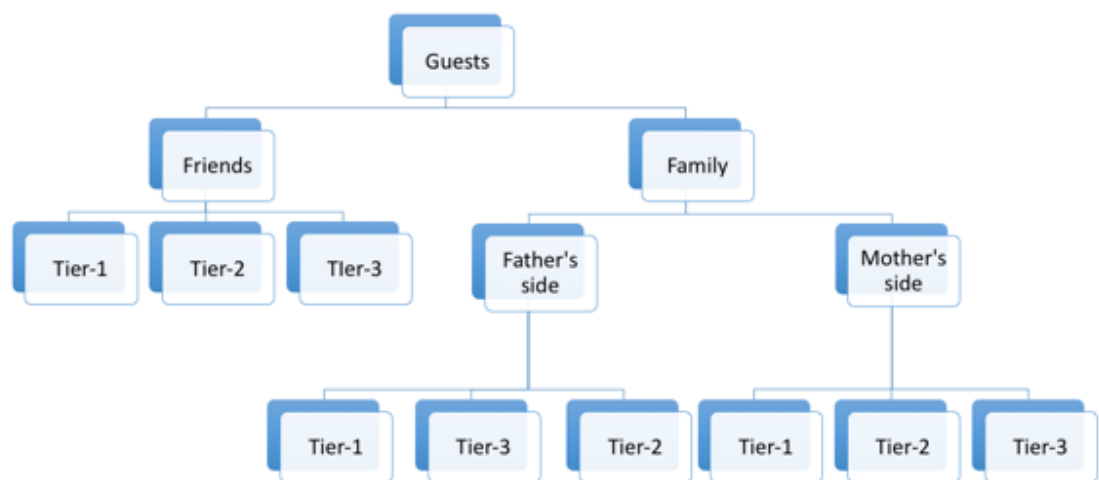 Guests
Friends
Family
Tier-1
Tier-2
TIer-3
Father's
side
Mother's
side
Tier-1
Tier-3
Tier-2
Tier-1
Tier-2
Tier-3